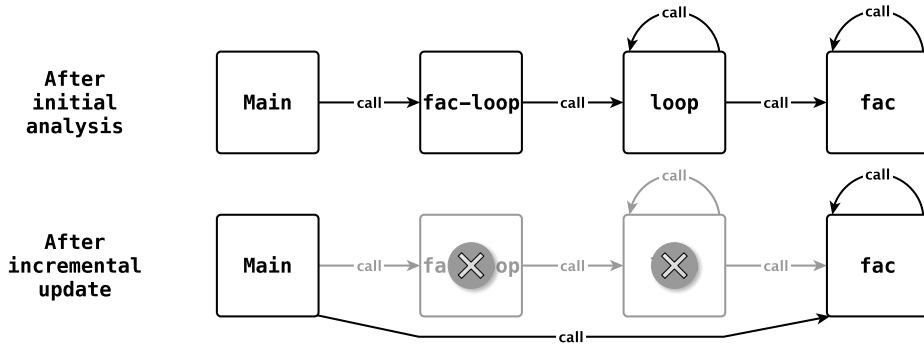 call
call
After
initial
analysis
Main
call
fac-loop
call
loop
call
fac
call
call
After
incremental
update
Main
call
call
call
fac
call